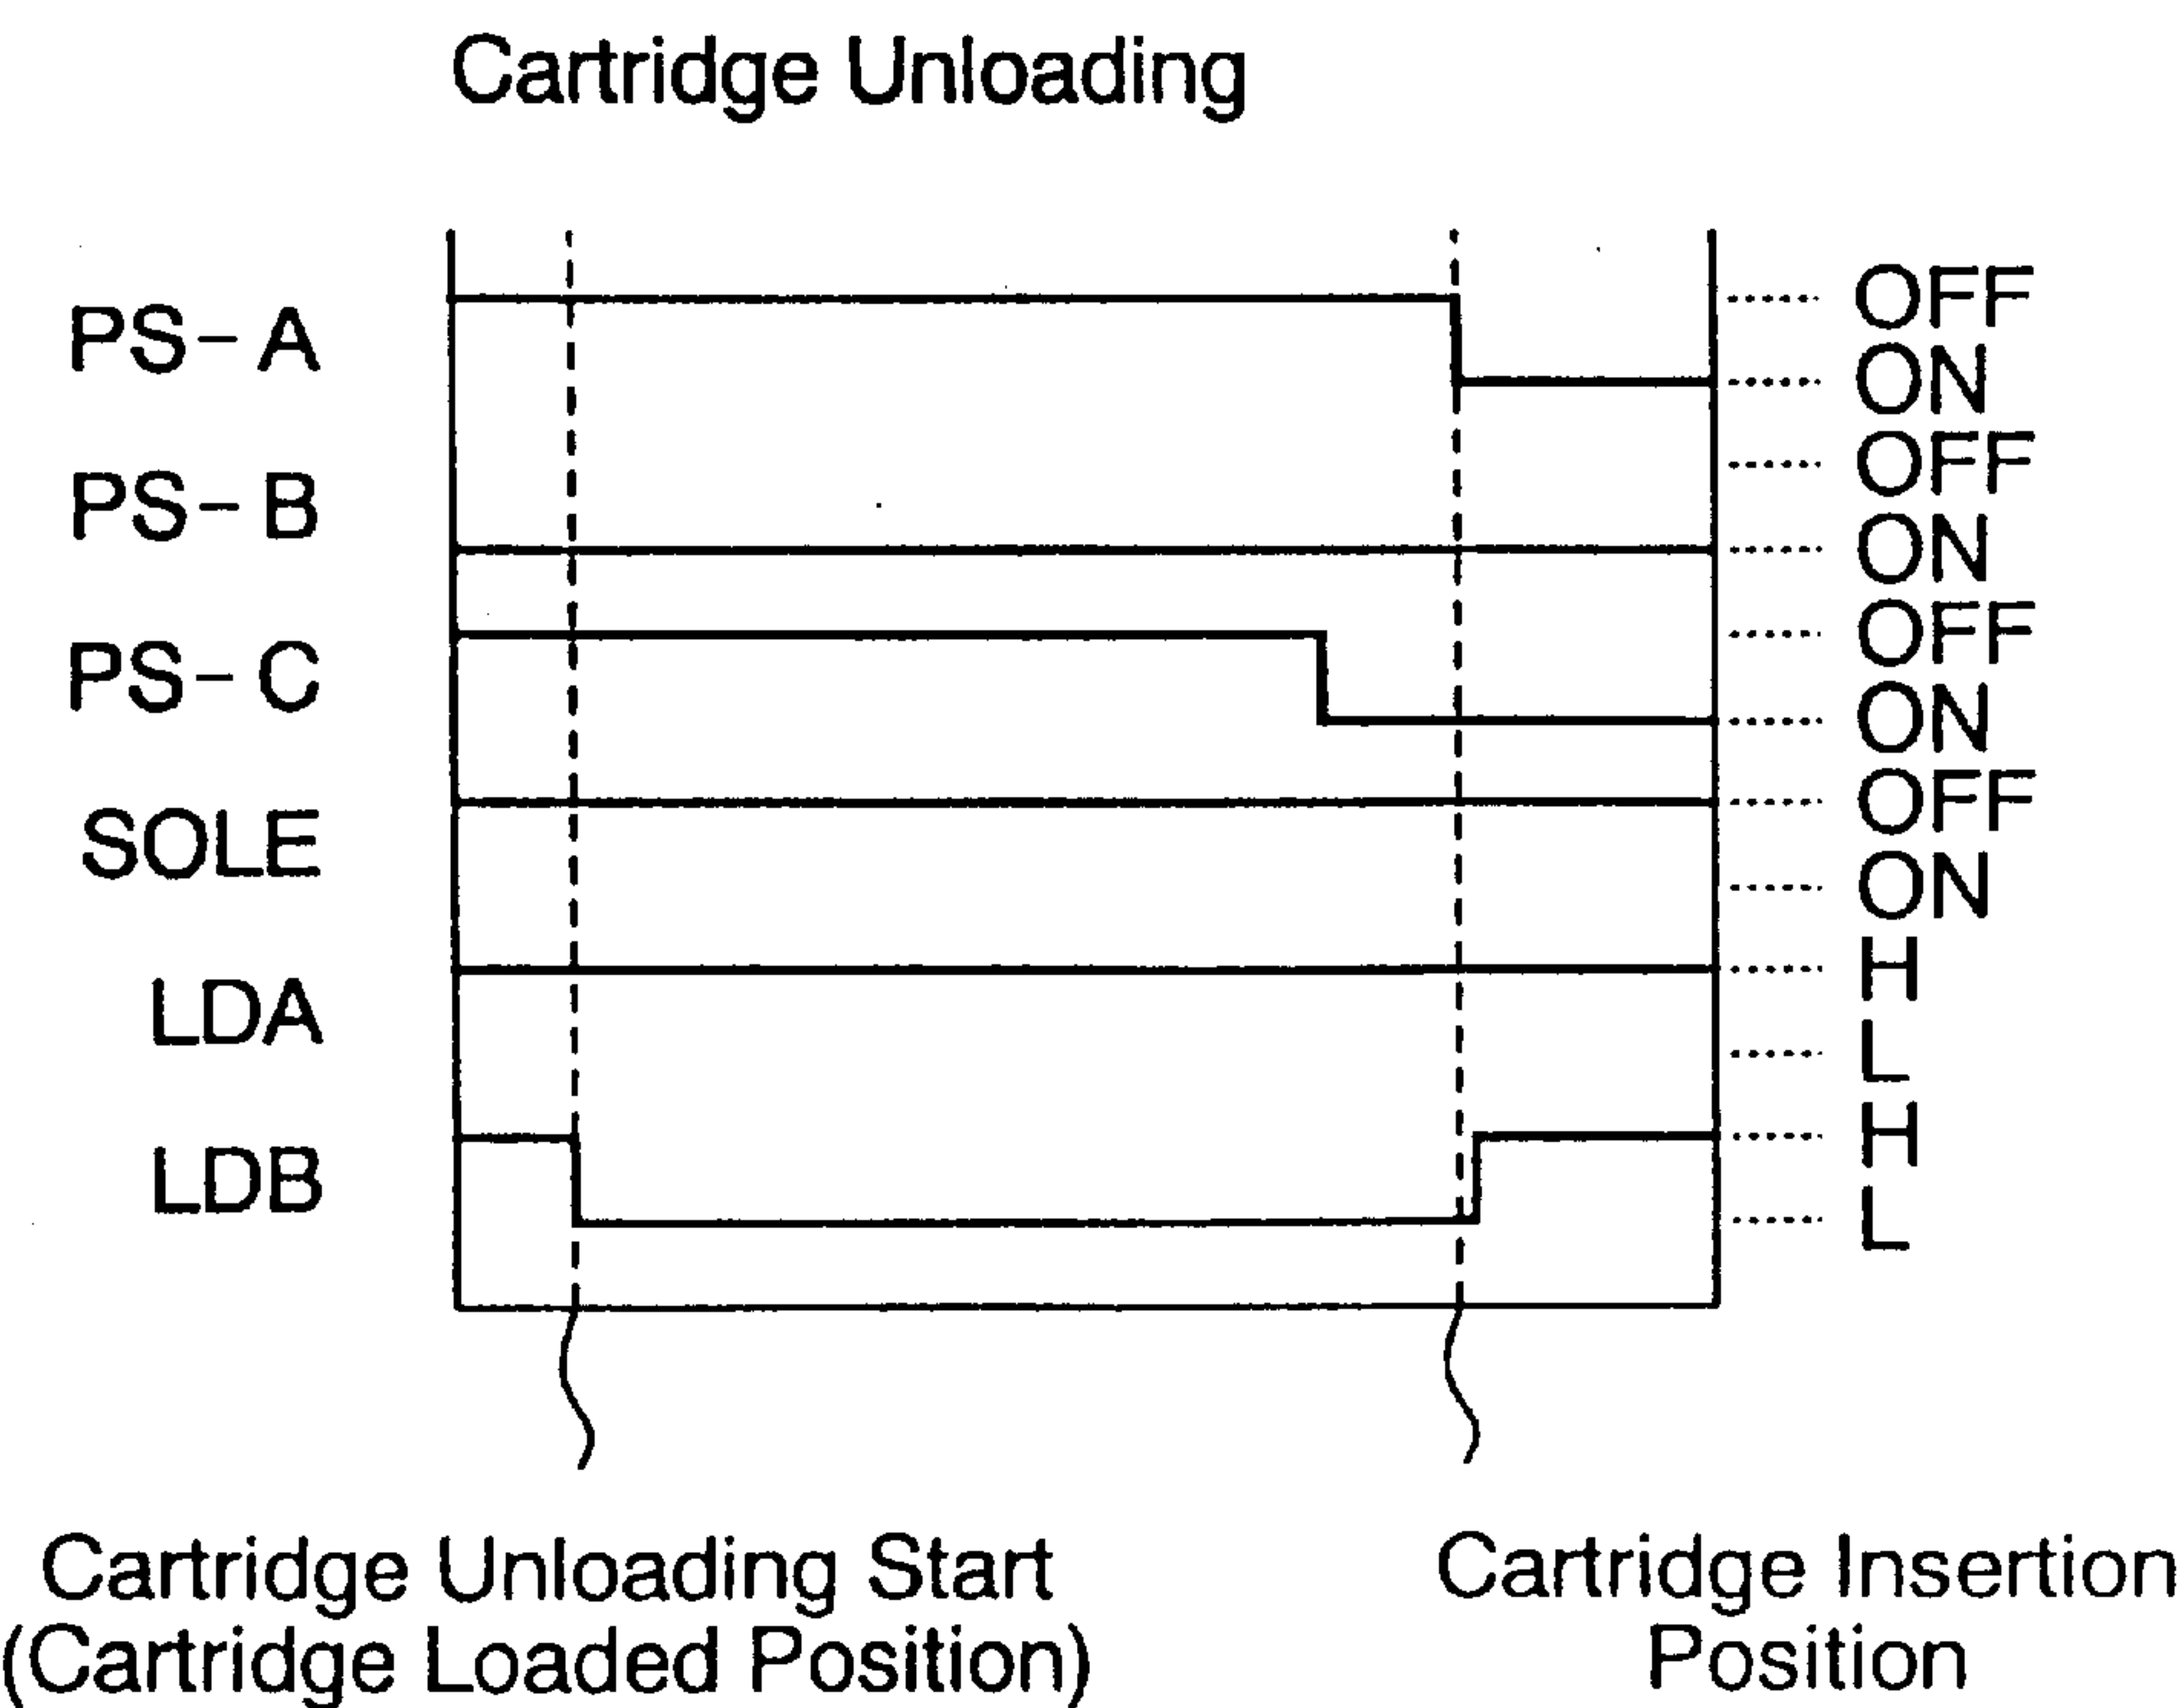 Cartridge Unloading
PS-A
OFF
ON
PS-B
OFF
ON
PS-C
OFF
ON
SOLE
OFF
ON
LDA
H
L
LDB
H
L
Cartridge Unloading Start
(Cartridge Loaded Position)
Cartridge Insertion
Position